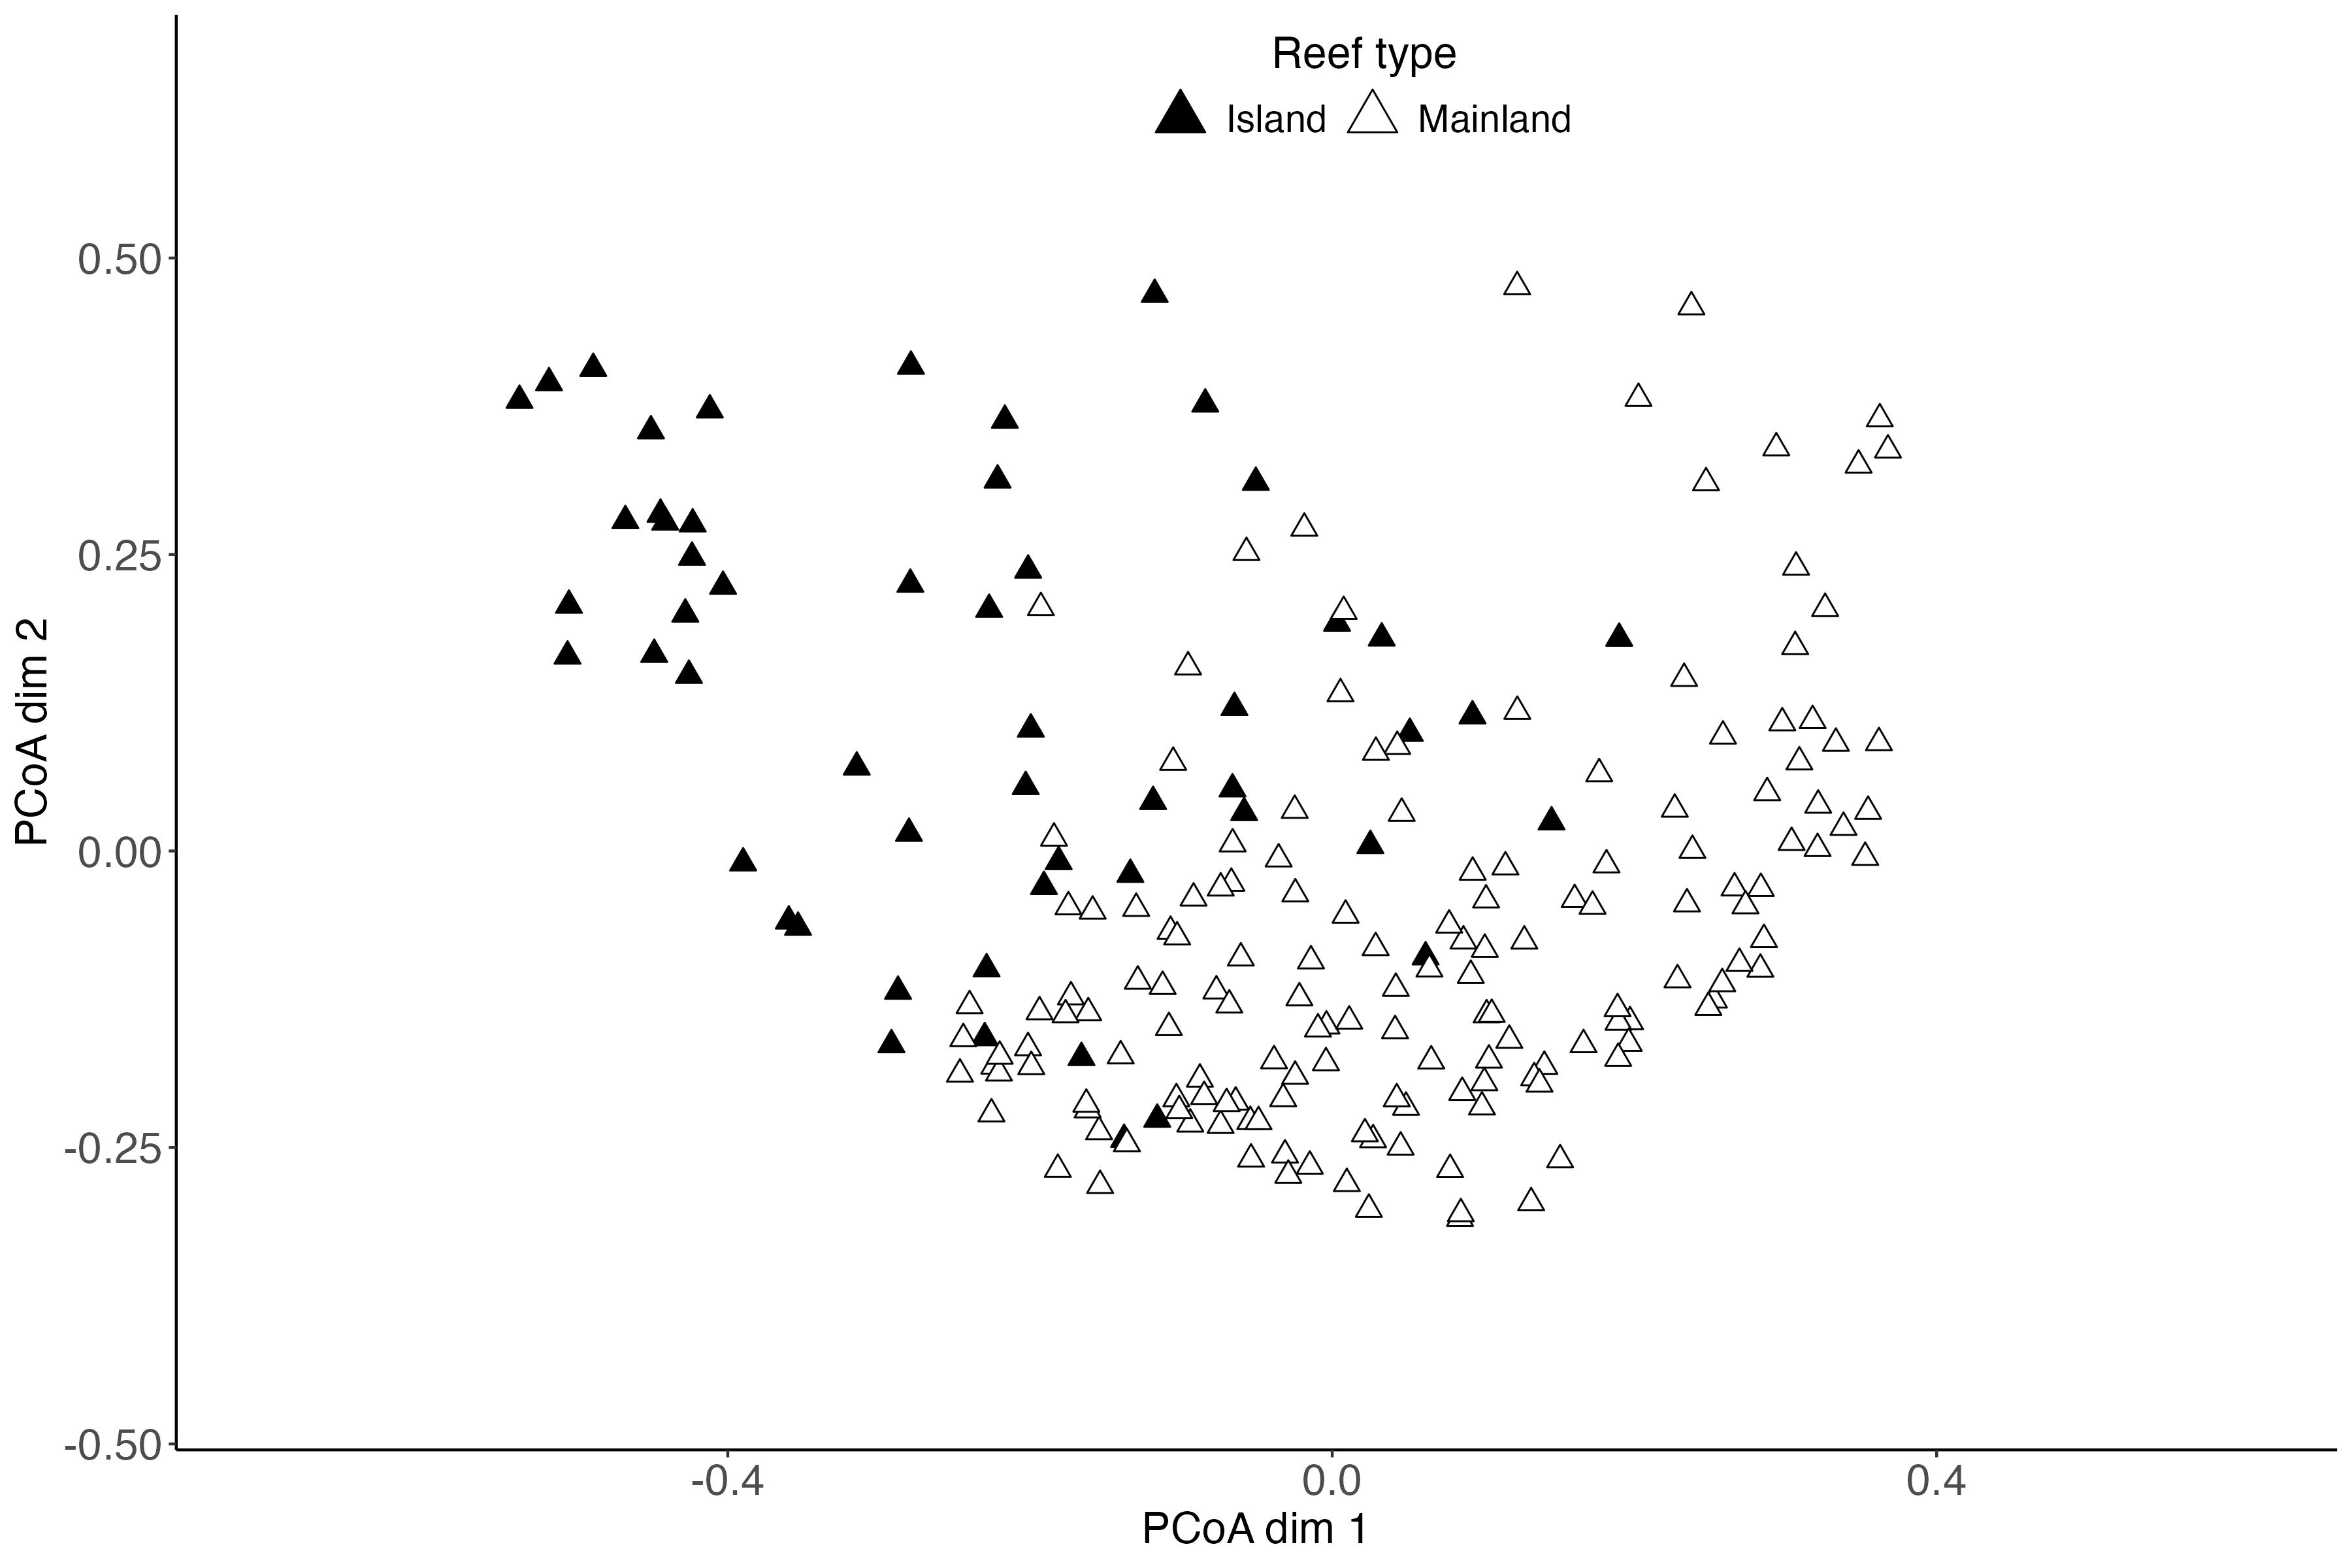 Reef type
Island Mainland
PCoA dim 2
0.50
0.25
0.00
-0.25
-0.50
-0.4 0.0 0.4
PCoA dim 1